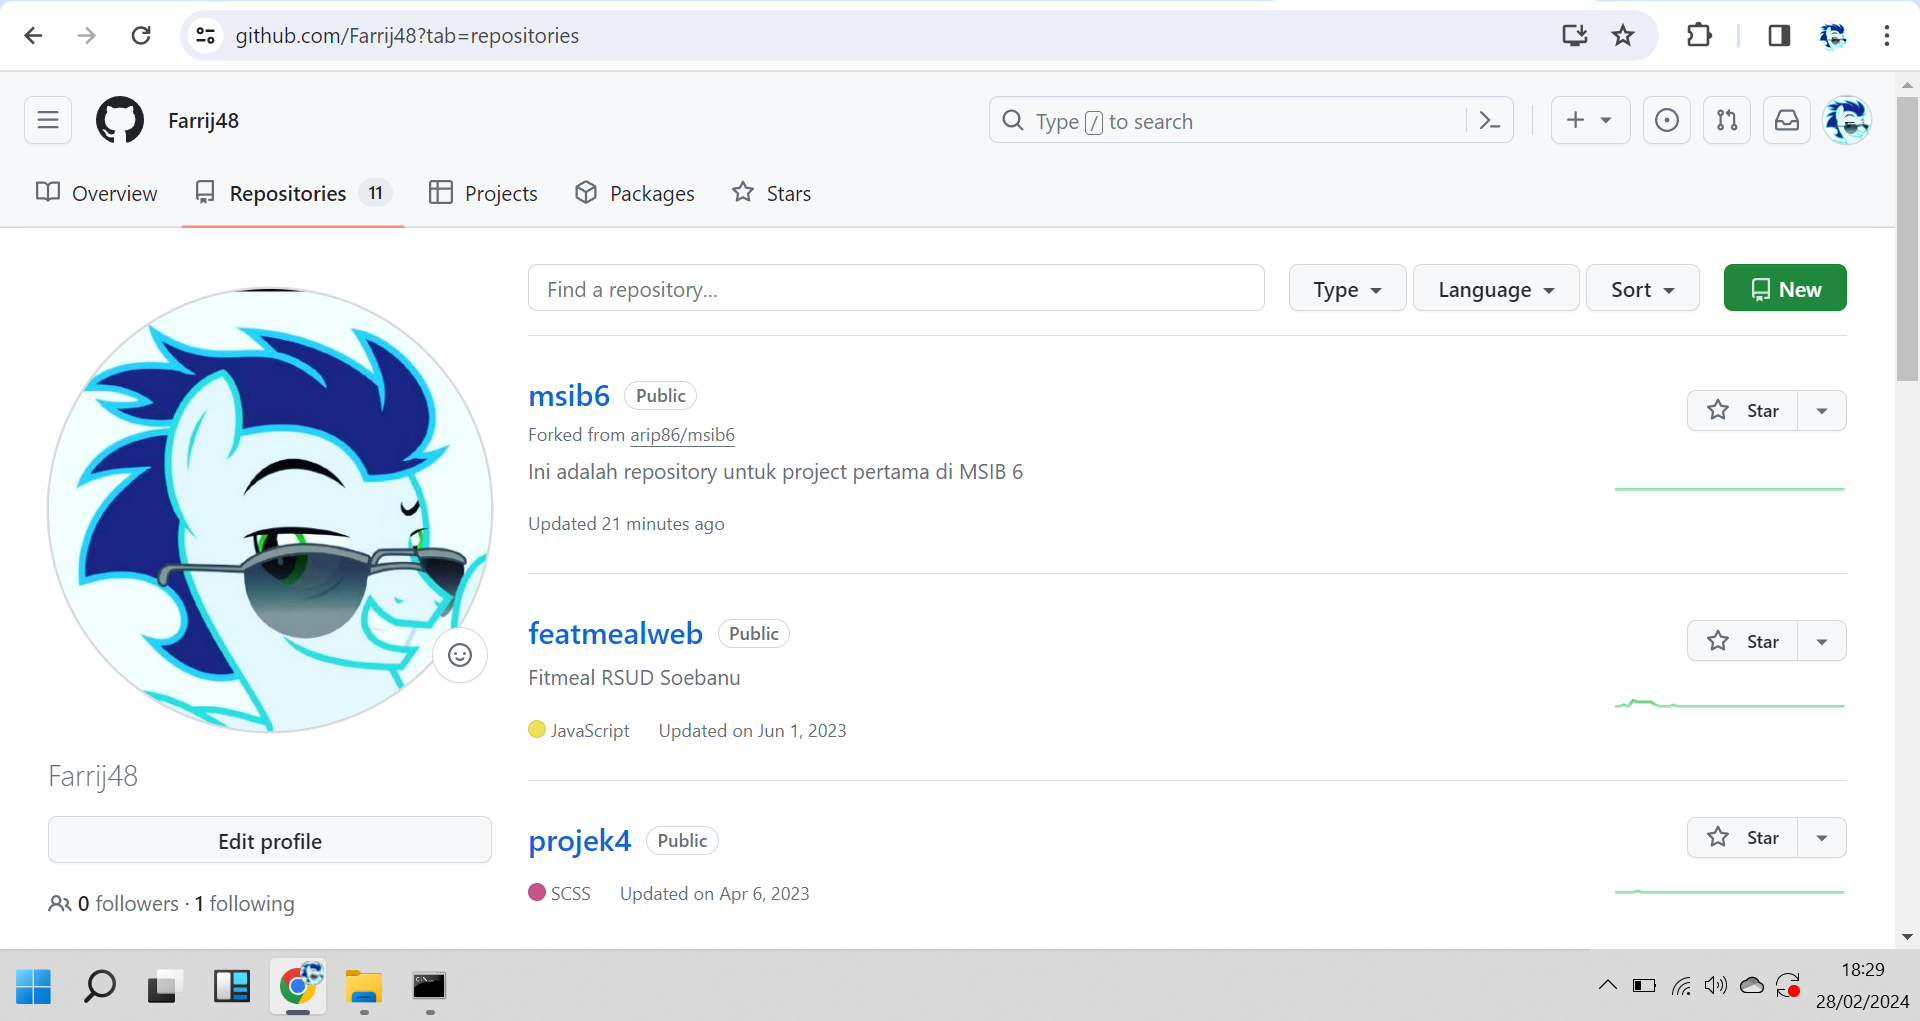 github.com/Farrij48?tab=repositories
Farrij48
Type / to search
Overview
Repositories 11
Projects
Packages
Stars
Find a repository...
Type
Language
Sort
New
msib6 Public
Star
Forked from arip86/msib6
Ini adalah repository untuk project pertama di MSIB 6
Updated 21 minutes ago
featmealweb Public
Star
Fitmeal RSUD Soebanu
JavaScript Updated on Jun 1, 2023
projek4 Public
Star
SCSS Updated on Apr 6, 2023
Farrij48
Edit profile
0 followers · 1 following
18:29
28/02/2024